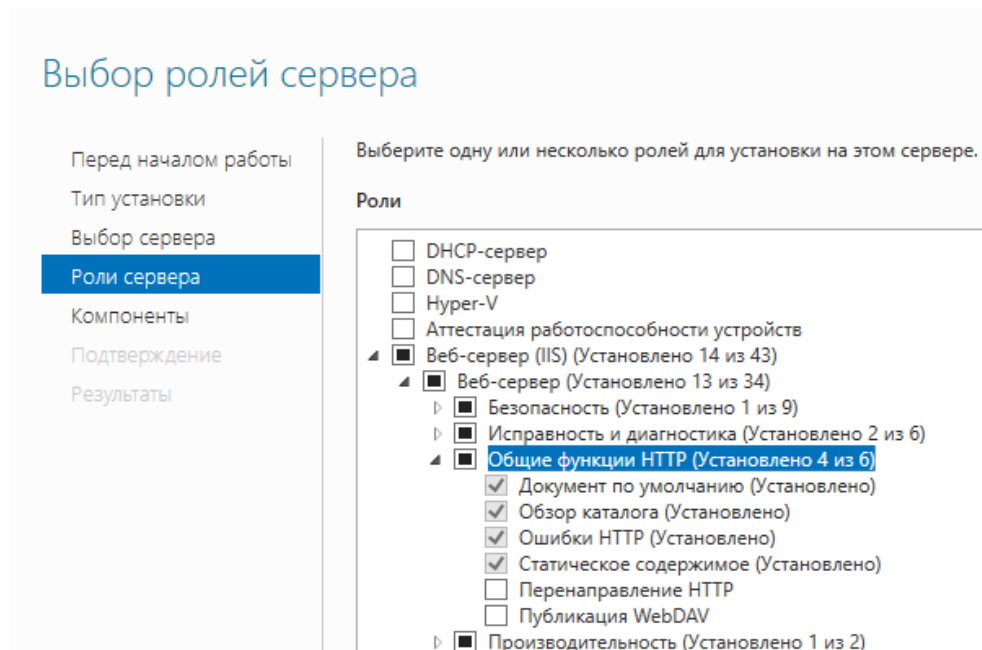 Выбор ролей сервера
Перед началом работы
Тип установки
Выбор сервера
Роли сервера
Компоненты
Подтверждение
Результаты
Выберите одну или несколько ролей для установки на этом сервере.
Роли
DHCP-сервер
DNS-сервер
Hyper-V
Аттестация работоспособности устройств
Веб-сервер (IIS) (Установлено 14 из 43)
Веб-сервер (Установлено 13 из 34)
Безопасность (Установлено 1 из 9)
Исправность и диагностика (Установлено 2 из 6)
Общие функции HTTP (Установлено 4 из 6)
Документ по умолчанию (Установлено)
Обзор каталога (Установлено)
Ошибки HTTP (Установлено)
Статическое содержимое (Установлено)
Перенаправление HTTP
Публикация WebDAV
Производительность (Установлено 1 из 2)